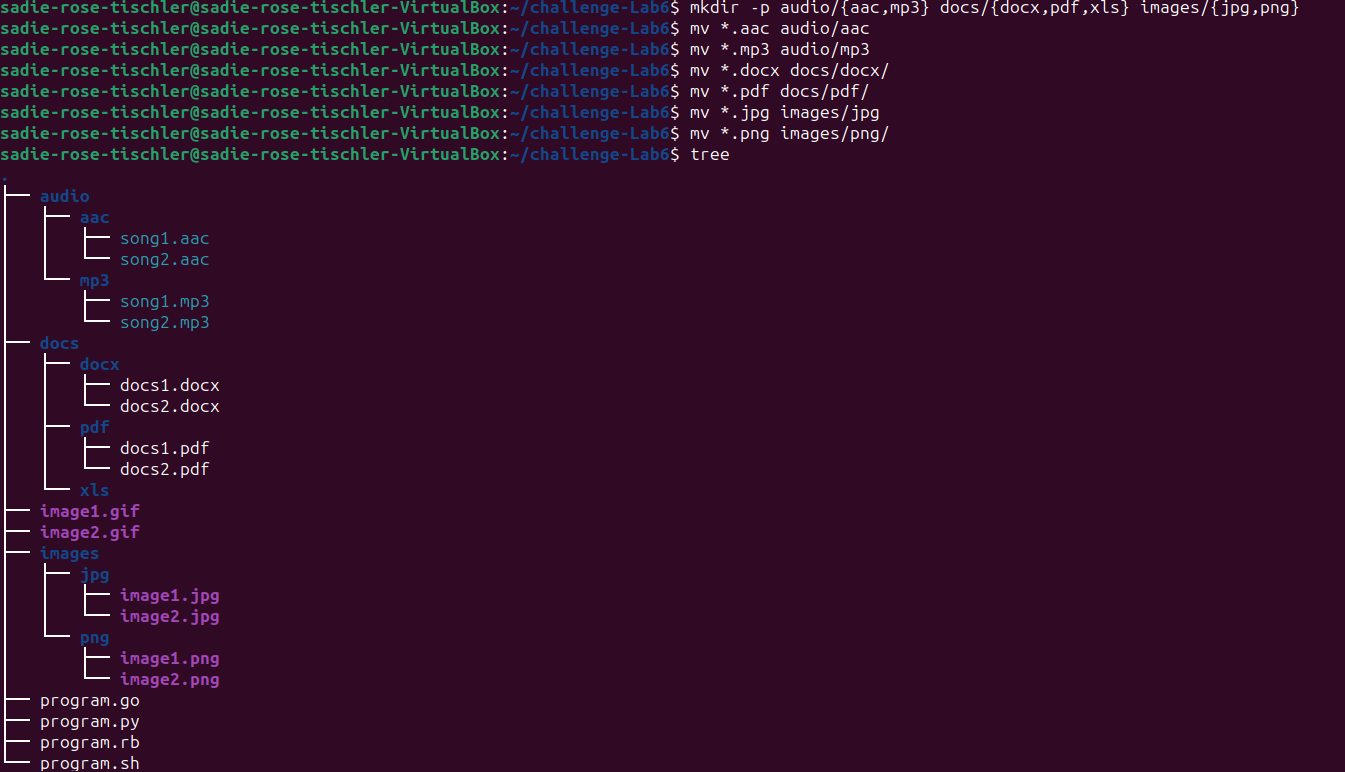 sadie-rose-tischler@sadie-rose-tischler-VirtualBox:~/challenge-Lab6$ mkdir -p audio/{aac,mp3} docs/{docx,pdf,xls} images/{jpg,png}
sadie-rose-tischler@sadie-rose-tischler-VirtualBox:~/challenge-Lab6$ mv *.aac audio/aac
sadie-rose-tischler@sadie-rose-tischler-VirtualBox:~/challenge-Lab6$ mv *.mp3 audio/mp3
sadie-rose-tischler@sadie-rose-tischler-VirtualBox:~/challenge-Lab6$ mv *.docx docs/docx/
sadie-rose-tischler@sadie-rose-tischler-VirtualBox:~/challenge-Lab6$ mv *.pdf docs/pdf/
sadie-rose-tischler@sadie-rose-tischler-VirtualBox:~/challenge-Lab6$ mv *.jpg images/jpg
sadie-rose-tischler@sadie-rose-tischler-VirtualBox:~/challenge-Lab6$ mv *.png images/png/
sadie-rose-tischler@sadie-rose-tischler-VirtualBox:~/challenge-Lab6$ tree
.
├── audio
│   ├── aac
│   │   ├── song1.aac
│   │   └── song2.aac
│   └── mp3
│       ├── song1.mp3
│       └── song2.mp3
├── docs
│   ├── docx
│   │   ├── docs1.docx
│   │   └── docs2.docx
│   ├── pdf
│   │   ├── docs1.pdf
│   │   └── docs2.pdf
│   └── xls
├── image1.gif
├── image2.gif
├── images
│   ├── jpg
│   │   ├── image1.jpg
│   │   └── image2.jpg
│   └── png
│       ├── image1.png
│       └── image2.png
├── program.go
├── program.py
├── program.rb
└── program.sh